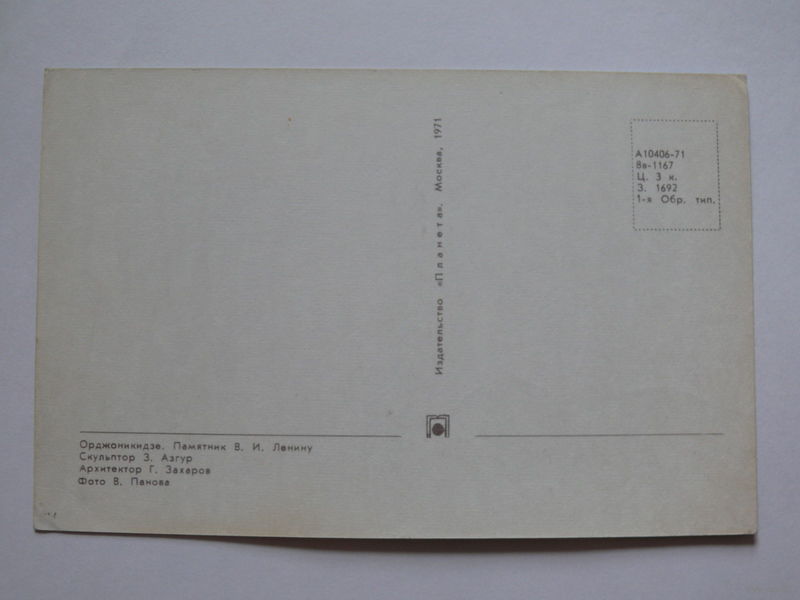 Орджоникидзе. Памятник В. И. Ленину
Скульптор З. Азгур
Архитектор Г. Захаров
Фото В. Панова
Издательство «Планета». Москва, 1971
А10406-71
8в-1167
Ц. 3 к.
З. 1692
1-я Обр. тип.